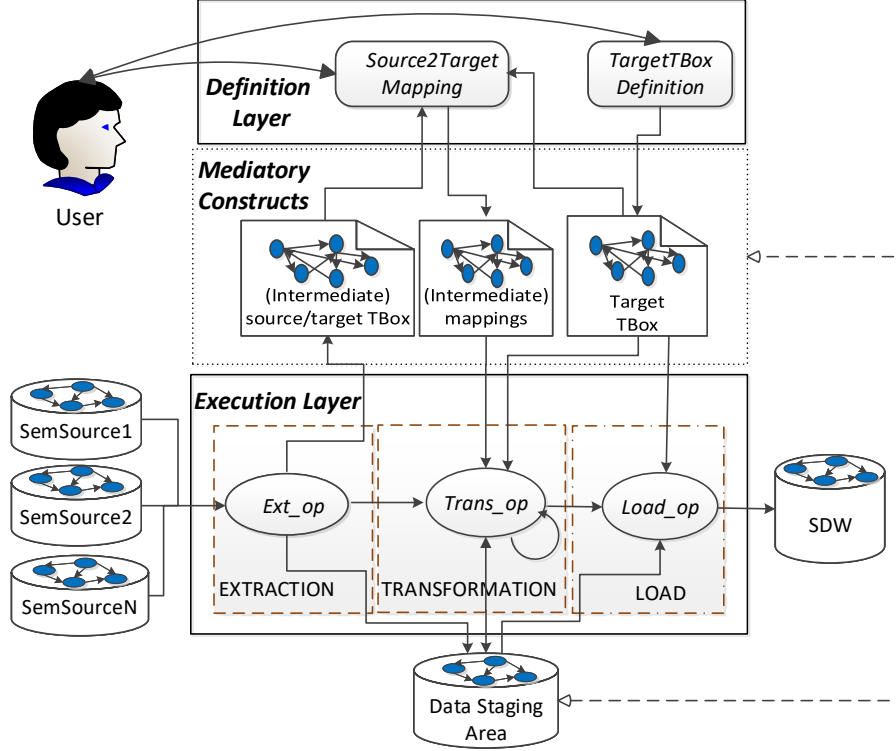 Source2Target
Mapping
TargetTBox
Definition
Definition
Layer
User
Mediatory
Constructs
(Intermediate)
source/target TBox
(Intermediate)
mappings
Target
TBox
Execution Layer
SemSource1
SemSource2
SemSourceN
Ext_op
Trans_op
Load_op
SDW
EXTRACTION
TRANSFORMATION
LOAD
Data Staging
Area